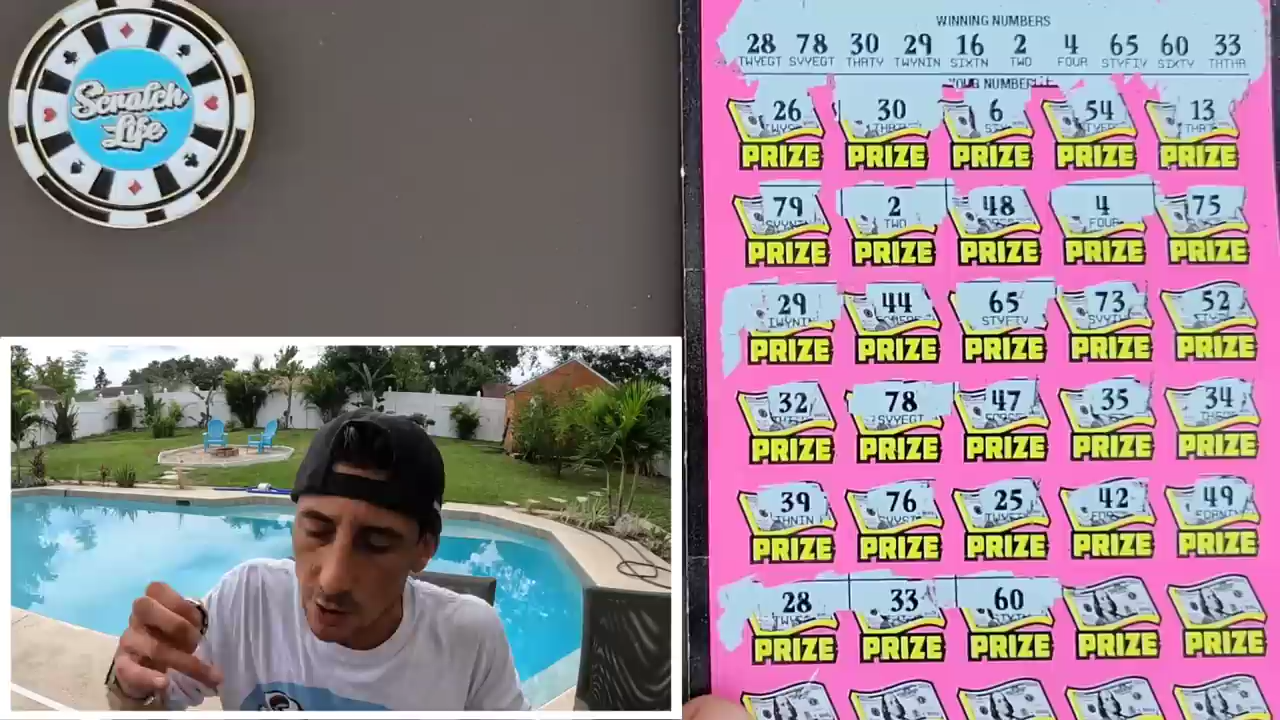 Scratch
Life
WINNING NUMBERS
28 78 30 29 16 2 4 65 60 33
TWYEGT SVYEGT THRTY TWYNIN SIXTN TWO FOUR STYFIV SIXTY THTHR
YOUR NUMBERS
26 30 6 54 13
PRIZE PRIZE PRIZE PRIZE PRIZE
79 2 48 4 75
TWO FOUR
PRIZE PRIZE PRIZE PRIZE PRIZE
29 44 65 73 52
TWYNIN STYFIV
PRIZE PRIZE PRIZE PRIZE PRIZE
32 78 47 35 34
SVYEGT
PRIZE PRIZE PRIZE PRIZE PRIZE
39 76 25 42 49
PRIZE PRIZE PRIZE PRIZE PRIZE
28 33 60
PRIZE PRIZE PRIZE PRIZE PRIZE